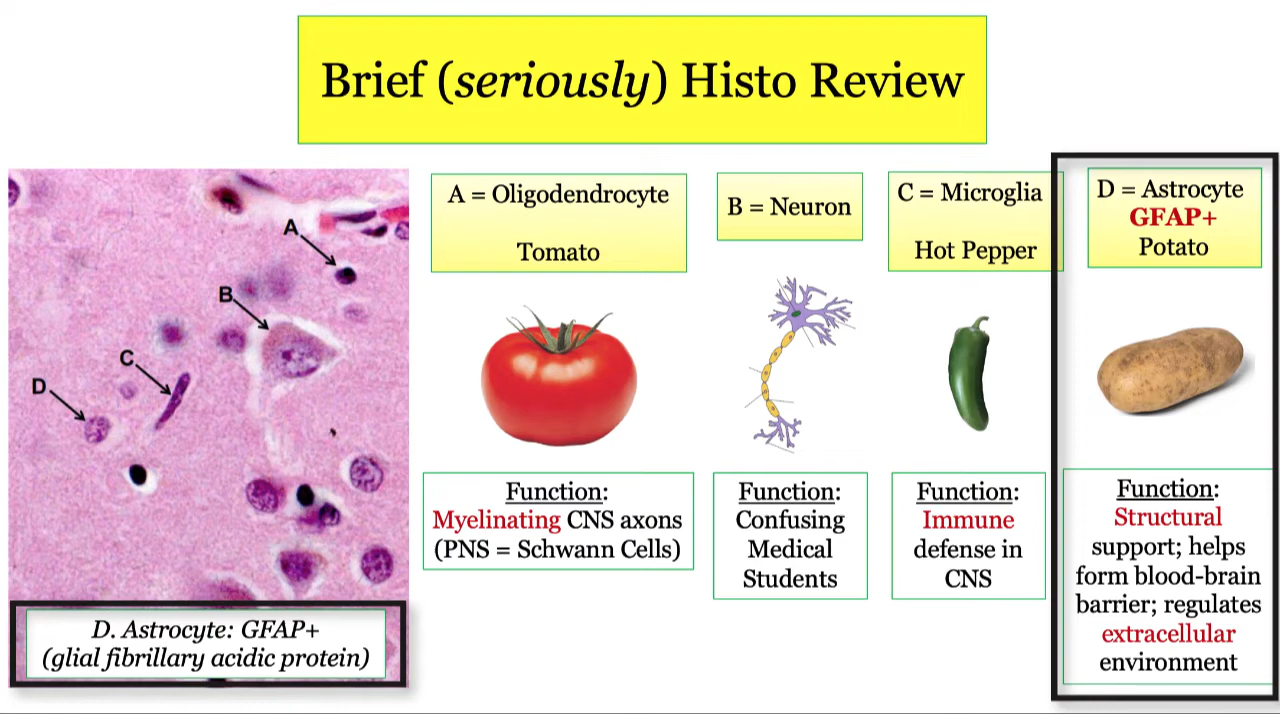 Brief (seriously) Histo Review
A
B
C
D
D. Astrocyte: GFAP+
(glial fibrillary acidic protein)
A = Oligodendrocyte
Tomato
Function:
Myelinating CNS axons
(PNS = Schwann Cells)
B = Neuron
Function:
Confusing
Medical
Students
C = Microglia
Hot Pepper
Function:
Immune
defense in
CNS
D = Astrocyte
GFAP+
Potato
Function:
Structural
support; helps
form blood-brain
barrier; regulates
extracellular
environment